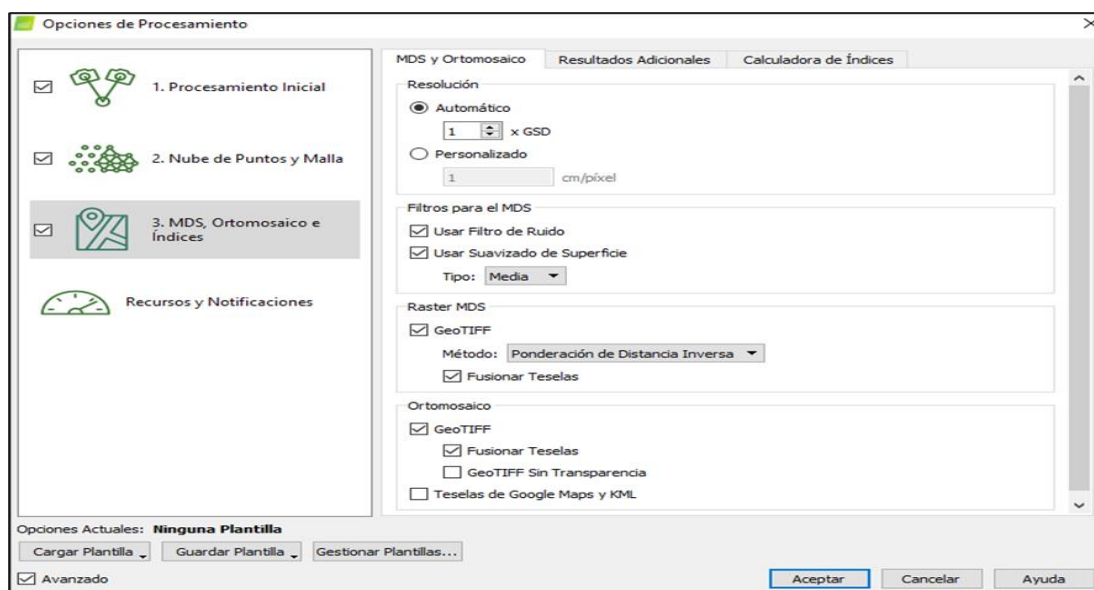 Opciones de Procesamiento
1. Procesamiento Inicial
2. Nube de Puntos y Malla
3. MDS, Ortomosaico e
Índices
Recursos y Notificaciones
MDS y Ortomosaico
Resultados Adicionales
Calculadora de Índices
Resolución
Automático
1 x GSD
Personalizado
1 cm/píxel
Filtros para el MDS
Usar Filtro de Ruido
Usar Suavizado de Superficie
Tipo: Media
Raster MDS
GeoTIFF
Método: Ponderación de Distancia Inversa
Fusionar Teselas
Ortomosaico
GeoTIFF
Fusionar Teselas
GeoTIFF Sin Transparencia
Teselas de Google Maps y KML
Opciones Actuales: Ninguna Plantilla
Cargar Plantilla
Guardar Plantilla
Gestionar Plantillas...
Avanzado
Aceptar
Cancelar
Ayuda